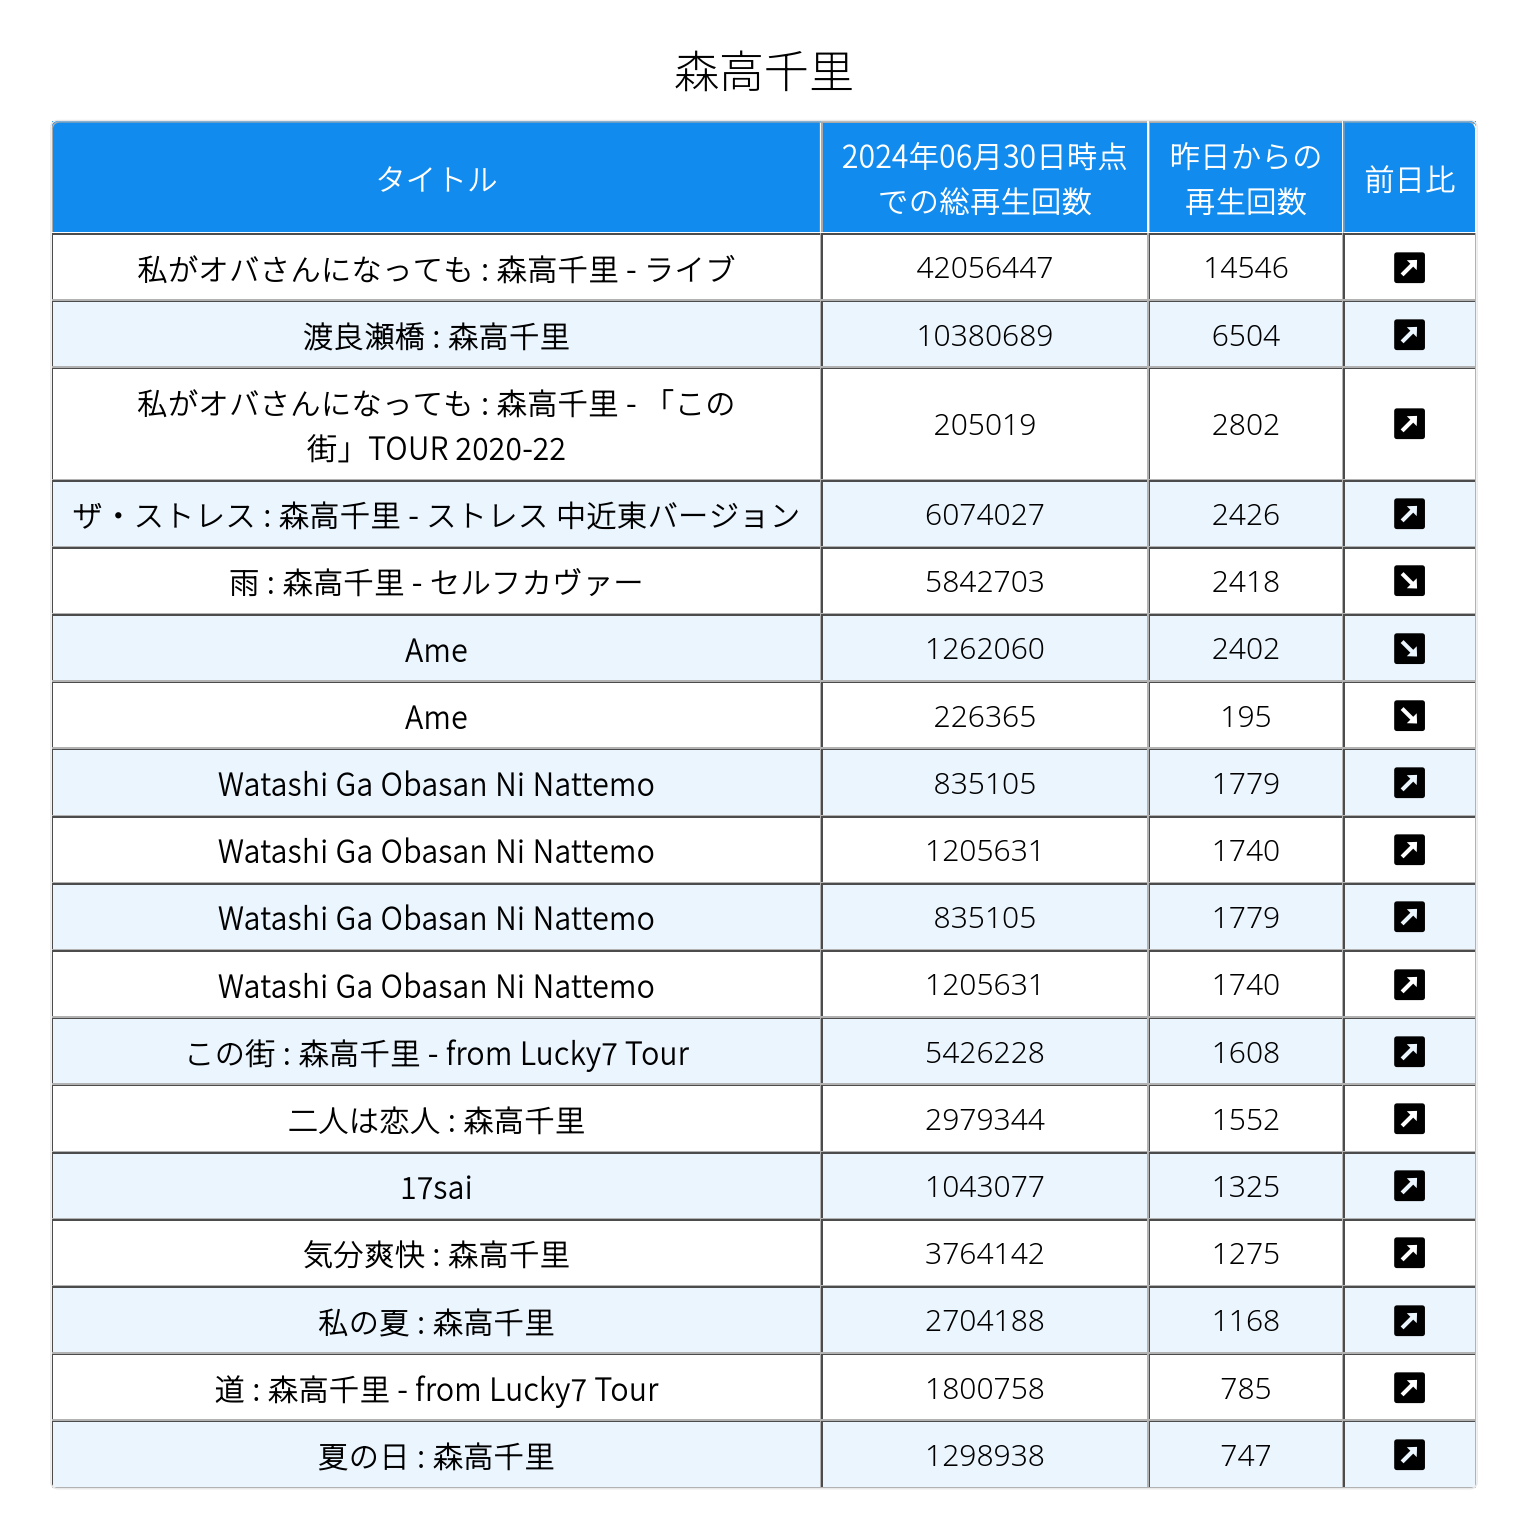 森高千里
タイトル
2024年06月30日時点
での総再生回数
昨日からの
再生回数
前日比
私がオバさんになっても : 森高千里 - ライブ 42056447 14546 ↗
渡良瀬橋 : 森高千里 10380689 6504 ↗
私がオバさんになっても : 森高千里 - 「この
街」TOUR 2020-22 205019 2802 ↗
ザ・ストレス : 森高千里 - ストレス 中近東バージョン 6074027 2426 ↗
雨 : 森高千里 - セルフカヴァー 5842703 2418 ↘
Ame 1262060 2402 ↘
Ame 226365 195 ↘
Watashi Ga Obasan Ni Nattemo 835105 1779 ↗
Watashi Ga Obasan Ni Nattemo 1205631 1740 ↗
Watashi Ga Obasan Ni Nattemo 835105 1779 ↗
Watashi Ga Obasan Ni Nattemo 1205631 1740 ↗
この街 : 森高千里 - from Lucky7 Tour 5426228 1608 ↗
二人は恋人 : 森高千里 2979344 1552 ↗
17sai 1043077 1325 ↗
気分爽快 : 森高千里 3764142 1275 ↗
私の夏 : 森高千里 2704188 1168 ↗
道 : 森高千里 - from Lucky7 Tour 1800758 785 ↗
夏の日 : 森高千里 1298938 747 ↗